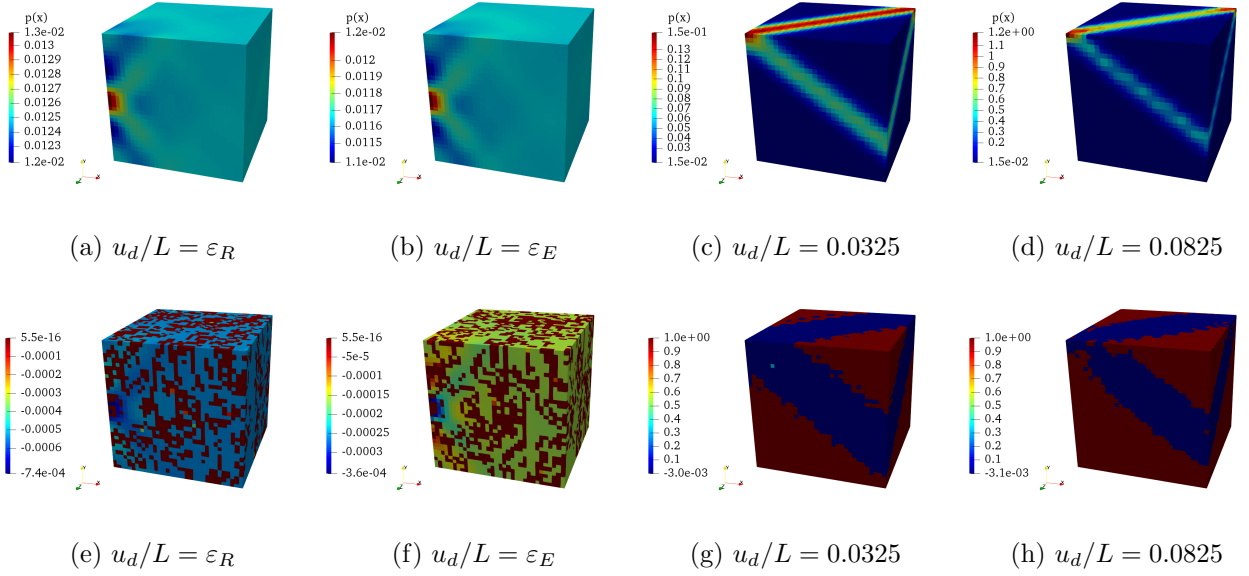 p(x)
1.3e-02
0.013
0.0128
0.0127
0.0126
0.0125
0.0124
0.0123
1.2e-02
p(x)
1.2e-02
0.012
0.0119
0.0118
0.0117
0.0116
0.0115
1.1e-02
p(x)
1.5e-01
0.13
0.11
0.10
0.09
0.08
0.07
0.06
0.05
0.04
0.03
1.5e-02
p(x)
1.2e+00
1.1
1.0
0.9
0.8
0.7
0.6
0.5
0.4
0.3
0.2
1.5e-02
(a) u_d/L = ε_R
(b) u_d/L = ε_E
(c) u_d/L = 0.0325
(d) u_d/L = 0.0825
5.5e-16
-0.0001
-0.0002
-0.0003
-0.0004
-0.0005
-0.0006
-7.4e-04
5.5e-16
-5e-5
-0.0001
-0.00015
-0.0002
-0.00025
-0.0003
-3.6e-04
1.0e+00
0.9
0.8
0.7
0.6
0.5
0.4
0.3
0.2
0.1
-3.0e-03
1.0e+00
0.9
0.8
0.7
0.6
0.5
0.4
0.3
0.2
0.1
-3.1e-03
(e) u_d/L = ε_R
(f) u_d/L = ε_E
(g) u_d/L = 0.0325
(h) u_d/L = 0.0825